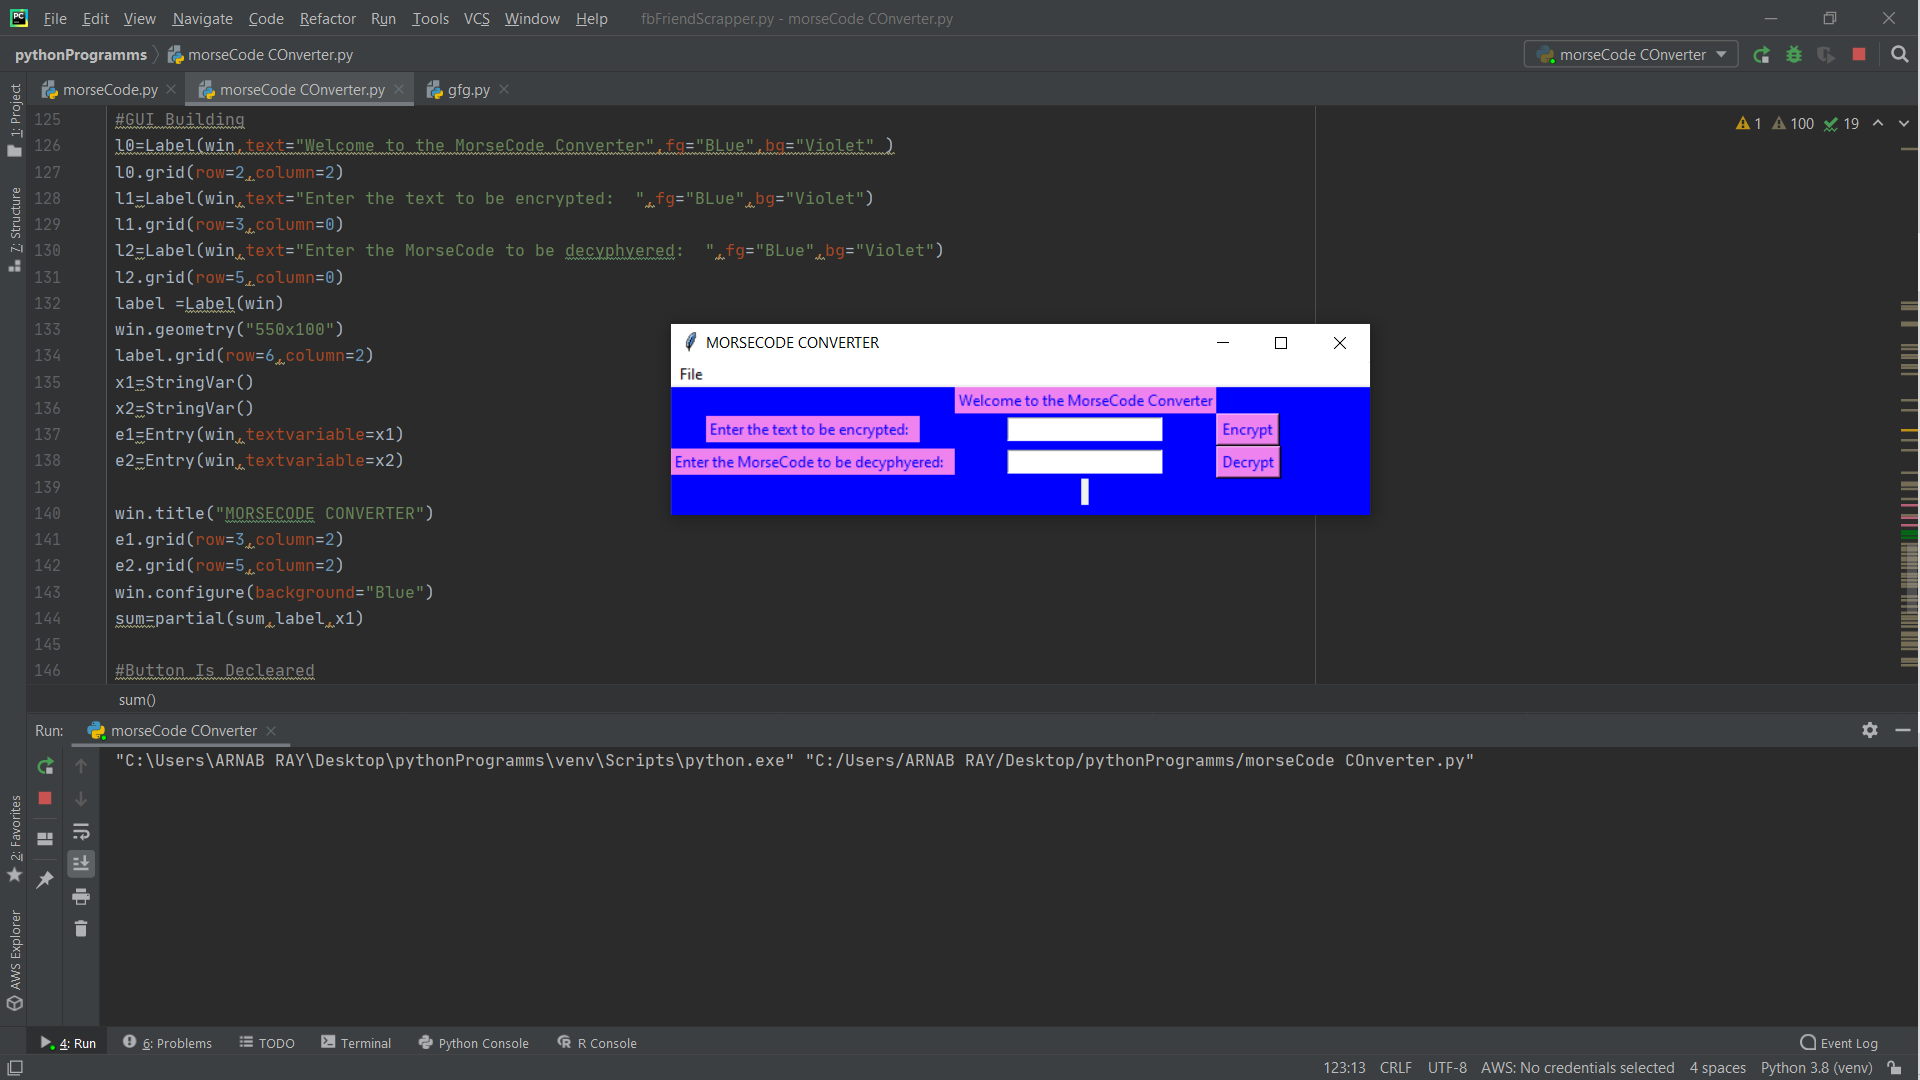 File Edit View Navigate Code Refactor Run Tools VCS Window Help fbFriendScrapper.py - morseCode COnverter.py
pythonProgramms morseCode COnverter.py morseCode COnverter
morseCode.py morseCode COnverter.py gfg.py
1: Project
7: Structure
2: Favorites
AWS Explorer
1 100 19
125 #GUI Building
126 l0=Label(win,text="Welcome to the MorseCode Converter",fg="BLue",bg="Violet" )
127 l0.grid(row=2,column=2)
128 l1=Label(win,text="Enter the text to be encrypted:  ",fg="BLue",bg="Violet")
129 l1.grid(row=3,column=0)
130 l2=Label(win,text="Enter the MorseCode to be decyphyered:  ",fg="BLue",bg="Violet")
131 l2.grid(row=5,column=0)
132 label =Label(win)
133 win.geometry("550x100")
134 label.grid(row=6,column=2)
135 x1=StringVar()
136 x2=StringVar()
137 e1=Entry(win,textvariable=x1)
138 e2=Entry(win,textvariable=x2)
139
140 win.title("MORSECODE CONVERTER")
141 e1.grid(row=3,column=2)
142 e2.grid(row=5,column=2)
143 win.configure(background="Blue")
144 sum=partial(sum,label,x1)
145
146 #Button Is Decleared
sum()
MORSECODE CONVERTER
File
Welcome to the MorseCode Converter
Enter the text to be encrypted: Encrypt
Enter the MorseCode to be decyphyered: Decrypt
Run: morseCode COnverter
"C:\Users\ARNAB RAY\Desktop\pythonProgramms\venv\Scripts\python.exe" "C:/Users/ARNAB RAY/Desktop/pythonProgramms/morseCode COnverter.py"
4: Run 6: Problems TODO Terminal Python Console R Console Event Log
123:13 CRLF UTF-8 AWS: No credentials selected 4 spaces Python 3.8 (venv)